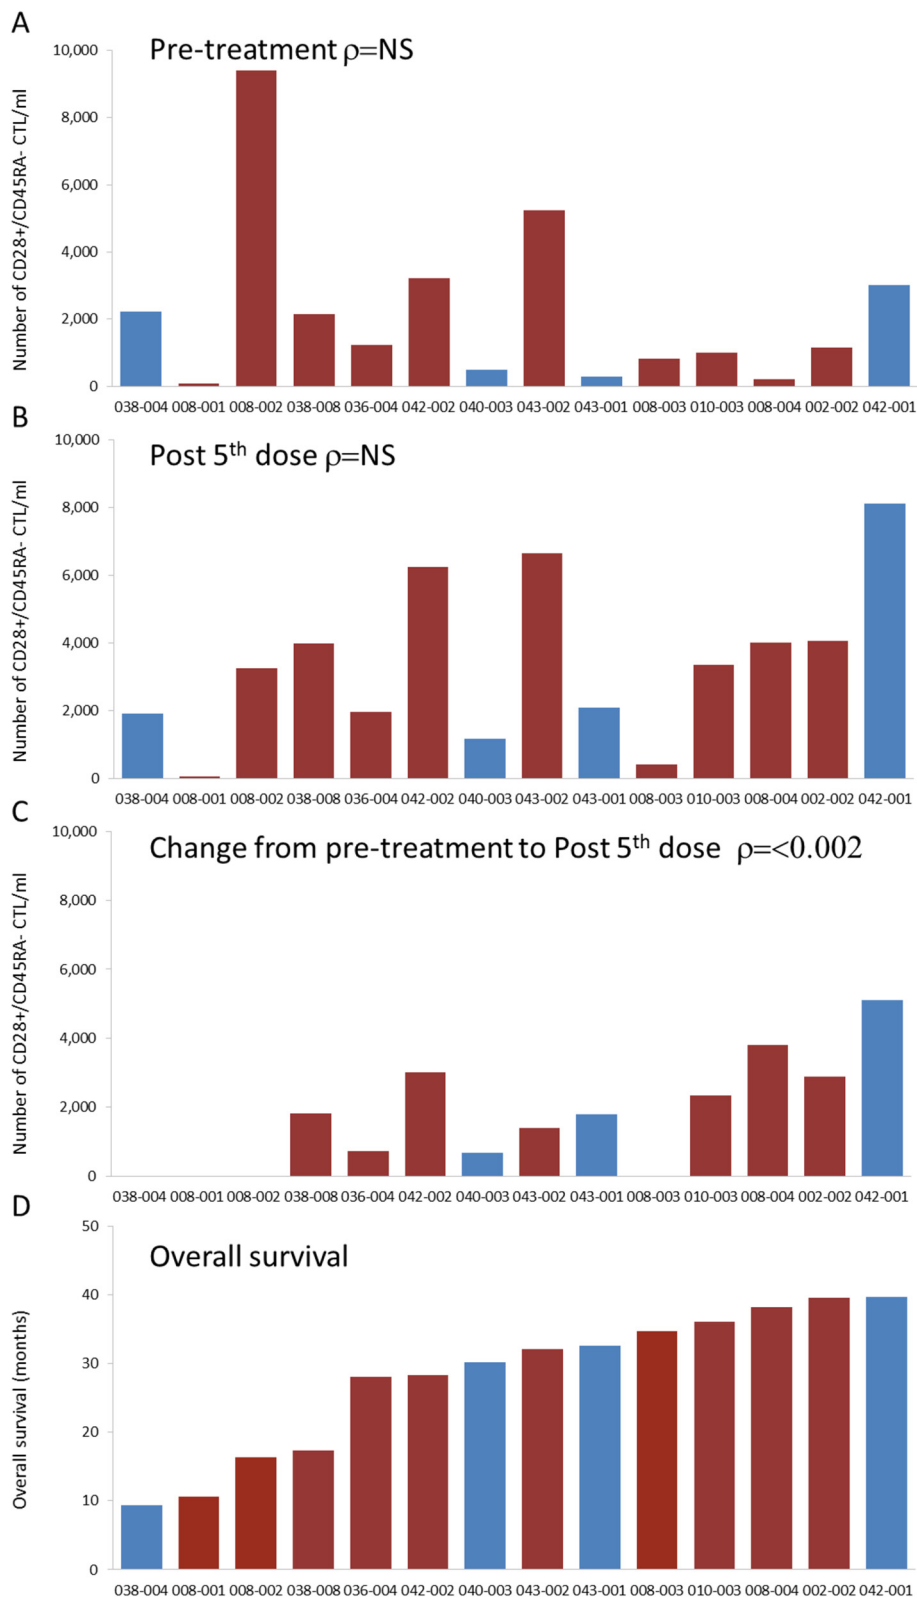 A
Pre-treatment ρ=NS
Number of CD28+/CD45RA- CTL/ml
10,000
8,000
6,000
4,000
2,000
0
038-004 008-001 008-002 038-008 036-004 042-002 040-003 043-002 043-001 008-003 010-003 008-004 002-002 042-001
B
Post 5th dose ρ=NS
Number of CD28+/CD45RA- CTL/ml
10,000
8,000
6,000
4,000
2,000
0
038-004 008-001 008-002 038-008 036-004 042-002 040-003 043-002 043-001 008-003 010-003 008-004 002-002 042-001
C
Change from pre-treatment to Post 5th dose ρ=<0.002
Number of CD28+/CD45RA- CTL/ml
10,000
8,000
6,000
4,000
2,000
0
038-004 008-001 008-002 038-008 036-004 042-002 040-003 043-002 043-001 008-003 010-003 008-004 002-002 042-001
D
Overall survival
Overall survival (months)
50
40
30
20
10
0
038-004 008-001 008-002 038-008 036-004 042-002 040-003 043-002 043-001 008-003 010-003 008-004 002-002 042-001